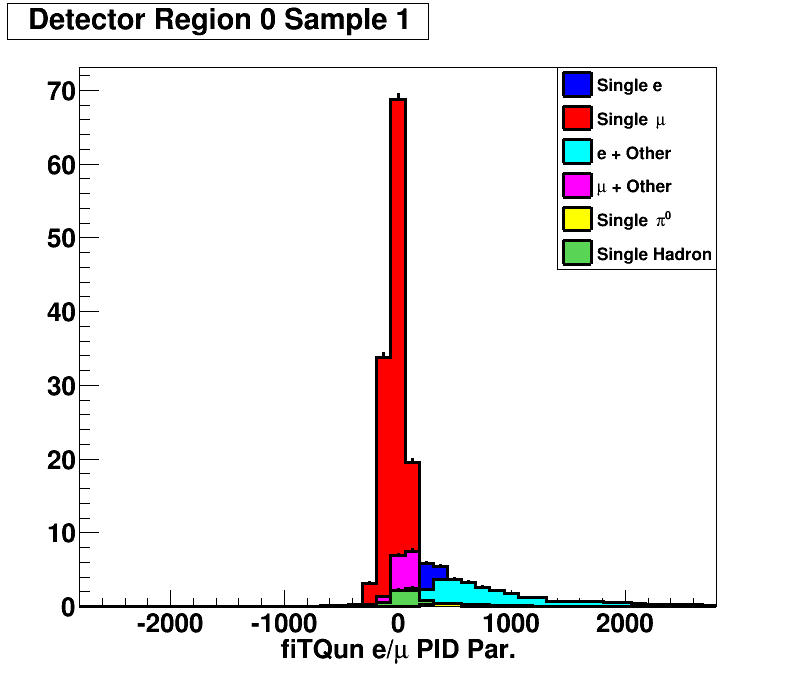 Detector Region 0 Sample 1
70
60
50
40
30
20
10
0
Single e
Single μ
e + Other
μ + Other
Single π⁰
Single Hadron
-2000 -1000 0 1000 2000
fiTQun e/μ PID Par.